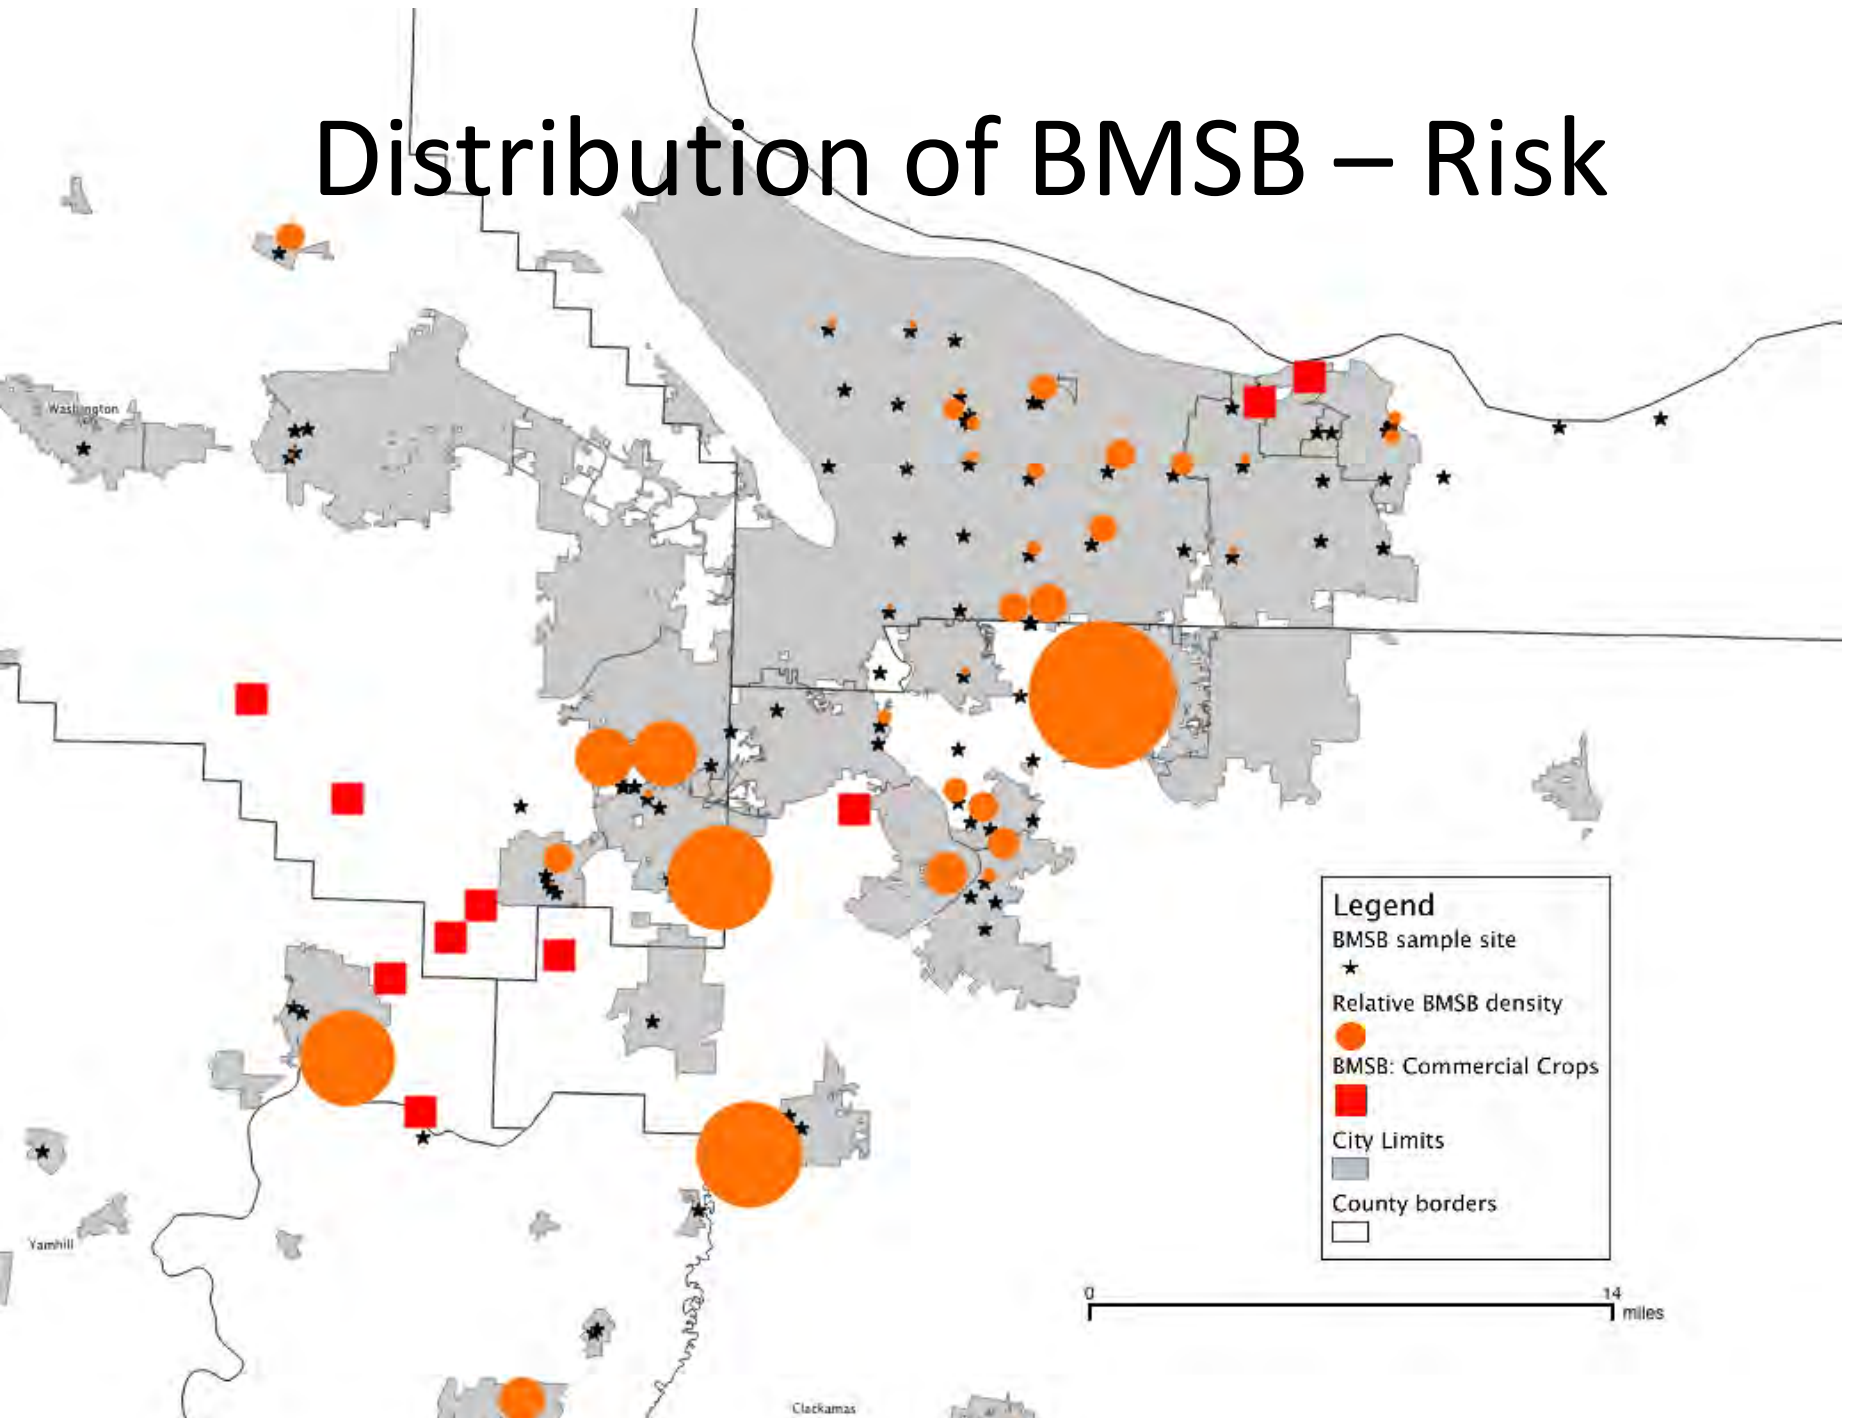 Distribution of BMSB – Risk
Washington
Legend
BMSB sample site
Relative BMSB density
BMSB: Commercial Crops
City Limits
County borders
Yamhill
0 14
miles
Clackamas